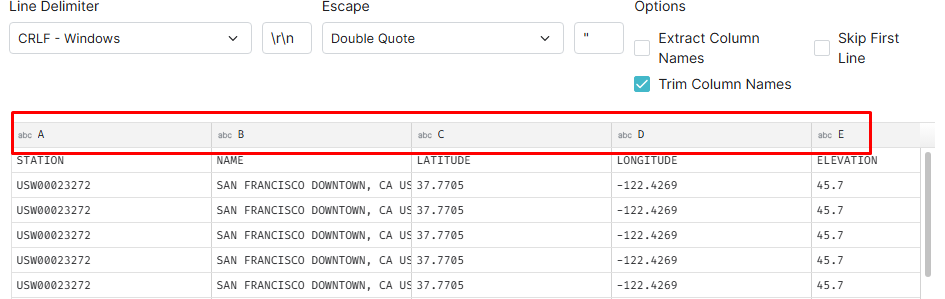 Line Delimiter Escape Options
CRLF - Windows \r\n Double Quote " Extract Column Names Skip First Line
Trim Column Names
abc A abc B abc C abc D abc E
STATION NAME LATITUDE LONGITUDE ELEVATION
USW00023272 SAN FRANCISCO DOWNTOWN, CA US 37.7705 -122.4269 45.7
USW00023272 SAN FRANCISCO DOWNTOWN, CA US 37.7705 -122.4269 45.7
USW00023272 SAN FRANCISCO DOWNTOWN, CA US 37.7705 -122.4269 45.7
USW00023272 SAN FRANCISCO DOWNTOWN, CA US 37.7705 -122.4269 45.7
USW00023272 SAN FRANCISCO DOWNTOWN, CA US 37.7705 -122.4269 45.7